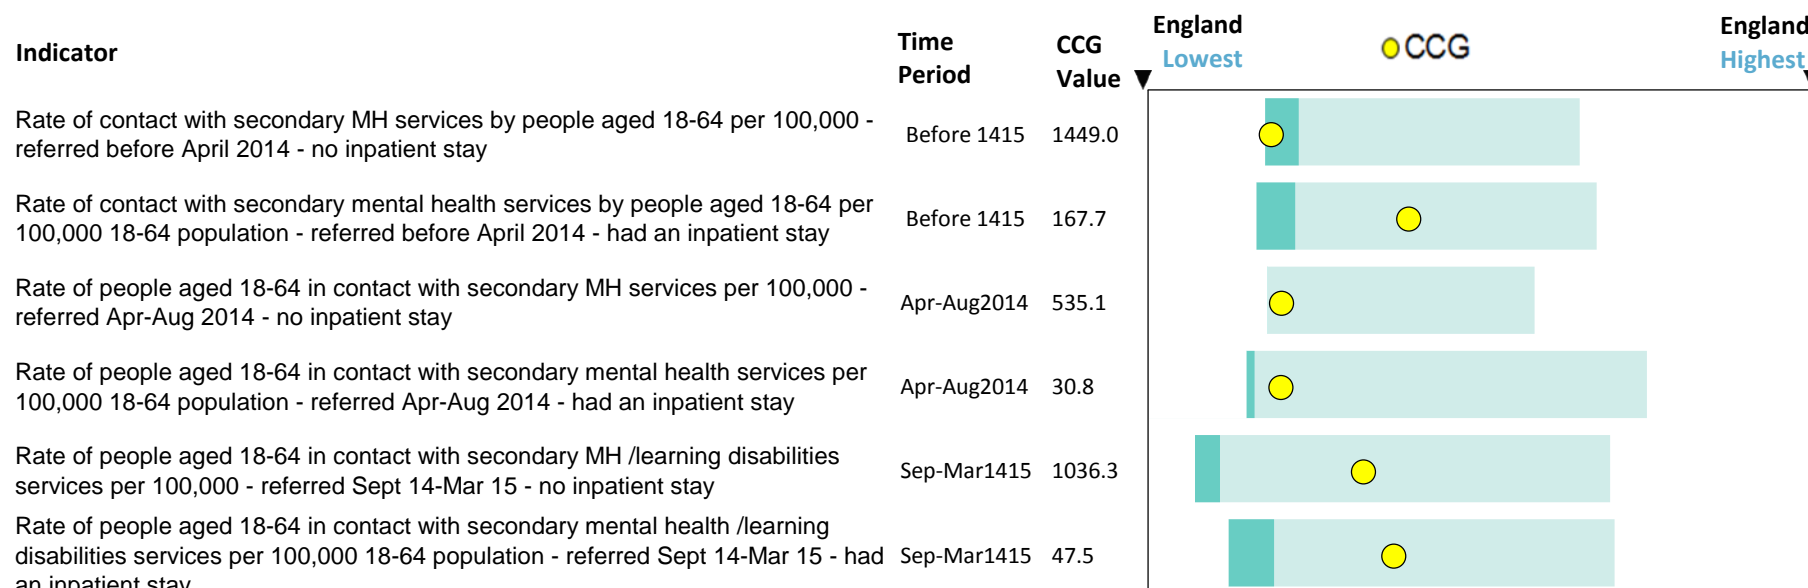 Indicator
Time Period
CCG Value
England Lowest
CCG
England Highest
Rate of contact with secondary MH services by people aged 18-64 per 100,000 -
referred before April 2014 - no inpatient stay
Before 1415
1449.0
Rate of contact with secondary mental health services by people aged 18-64 per
100,000 18-64 population - referred before April 2014 - had an inpatient stay
Before 1415
167.7
Rate of people aged 18-64 in contact with secondary MH services per 100,000 -
referred Apr-Aug 2014 - no inpatient stay
Apr-Aug2014
535.1
Rate of people aged 18-64 in contact with secondary mental health services per
100,000 18-64 population - referred Apr-Aug 2014 - had an inpatient stay
Apr-Aug2014
30.8
Rate of people aged 18-64 in contact with secondary MH /learning disabilities
services per 100,000 - referred Sept 14-Mar 15 - no inpatient stay
Sep-Mar1415
1036.3
Rate of people aged 18-64 in contact with secondary mental health /learning
disabilities services per 100,000 18-64 population - referred Sept 14-Mar 15 - had
an inpatient stay
Sep-Mar1415
47.5